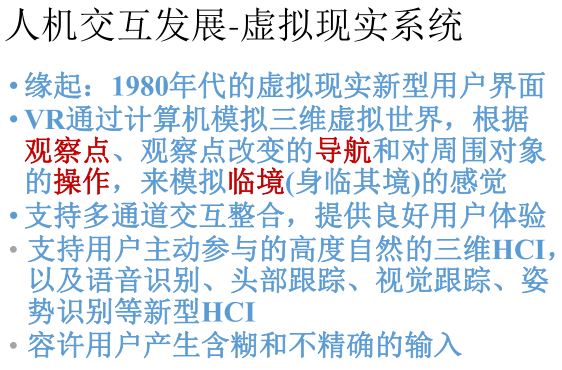 人机交互发展-虚拟现实系统
• 缘起：1980年代的虚拟现实新型用户界面
• VR通过计算机模拟三维虚拟世界，根据
观察点、观察点改变的导航和对周围对象
的操作，来模拟临境(身临其境)的感觉
• 支持多通道交互整合，提供良好用户体验
• 支持用户主动参与的高度自然的三维HCI，
以及语音识别、头部跟踪、视觉跟踪、姿
势识别等新型HCI
• 容许用户产生含糊和不精确的输入